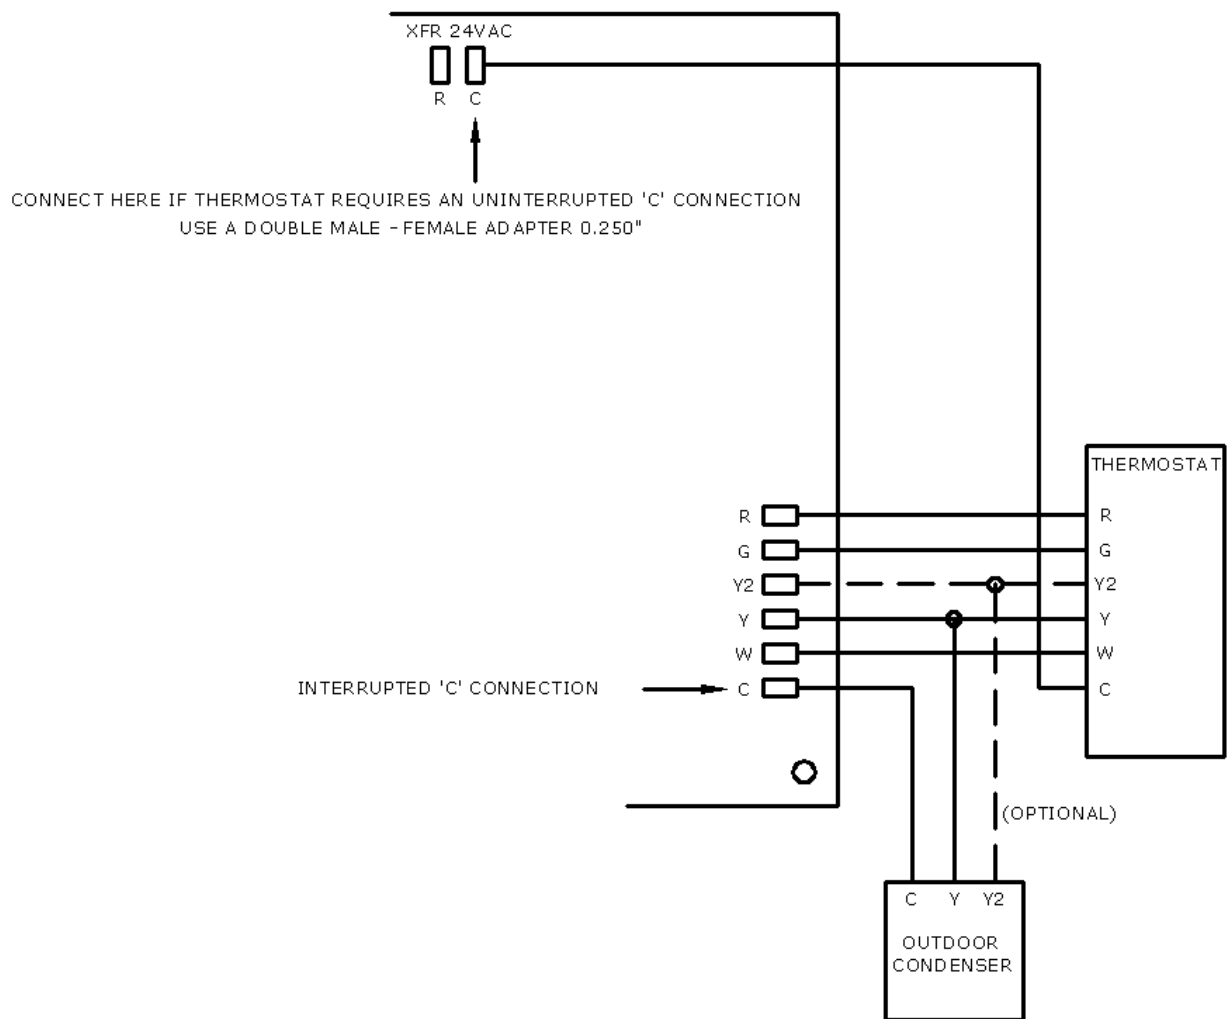 XFR 24VAC
R C
CONNECT HERE IF THERMOSTAT REQUIRES AN UNINTERRUPTED 'C' CONNECTION
USE A DOUBLE MALE - FEMALE ADAPTER 0.250"
THERMOSTAT
R R
G G
Y2 Y2
Y Y
W W
INTERRUPTED 'C' CONNECTION C C
(OPTIONAL)
C Y Y2
OUTDOOR
CONDENSER